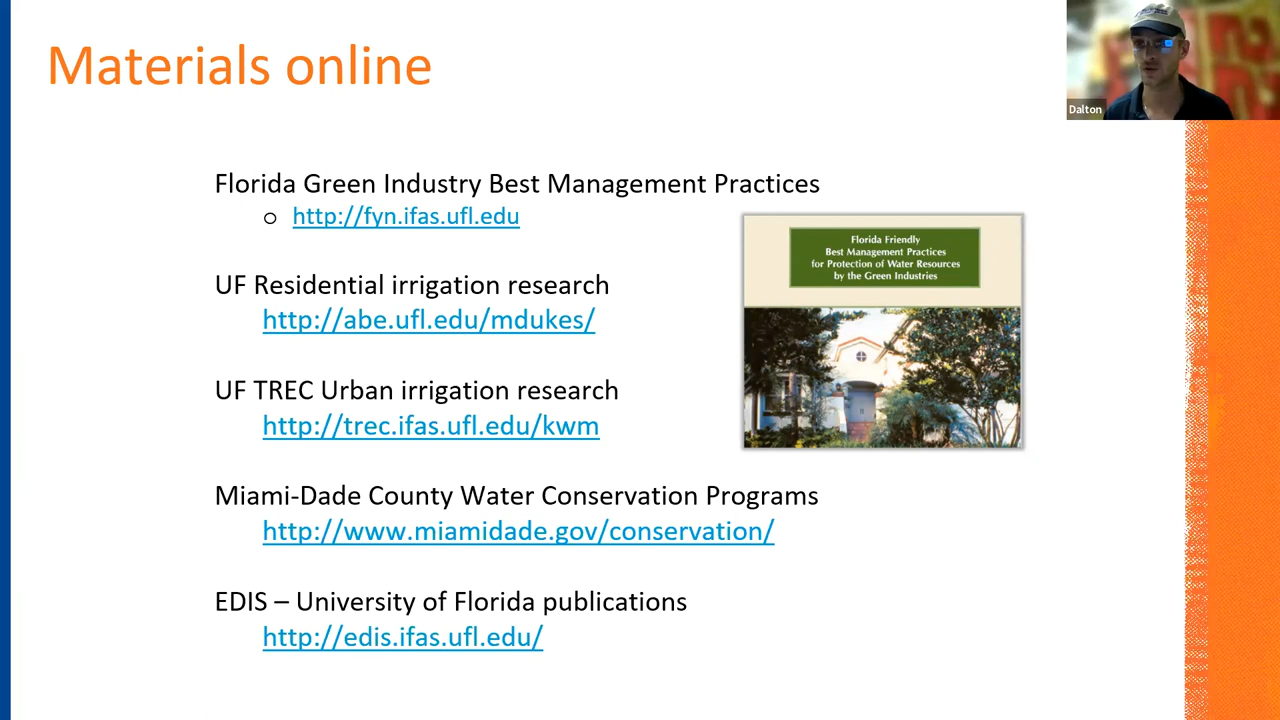 Materials online
Dalton
Florida Green Industry Best Management Practices
http://fyn.ifas.ufl.edu
Florida Friendly
Best Management Practices
for Protection of Water Resources
by the Green Industries
UF Residential irrigation research
http://abe.ufl.edu/mdukes/
UF TREC Urban irrigation research
http://trec.ifas.ufl.edu/kwm
Miami-Dade County Water Conservation Programs
http://www.miamidade.gov/conservation/
EDIS – University of Florida publications
http://edis.ifas.ufl.edu/